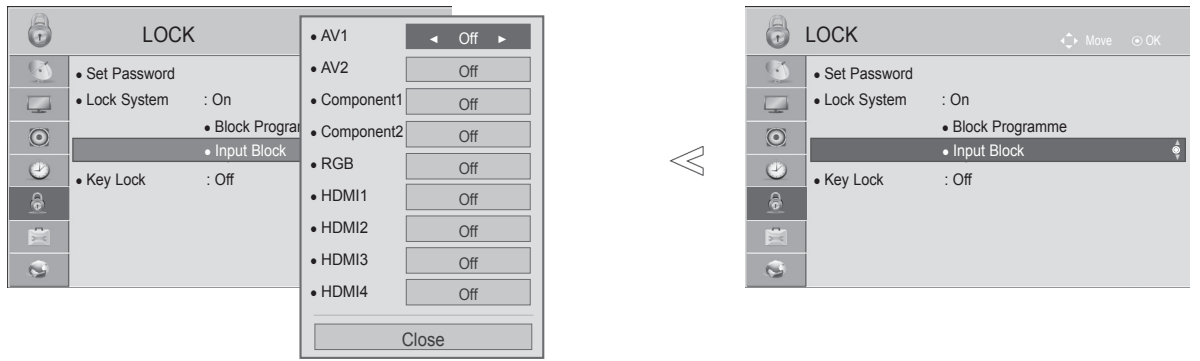 LOCK
• Set Password
• Lock System : On
• Block Program
• Input Block
• Key Lock : Off
• AV1 ◄ Off ►
• AV2 Off
• Component1 Off
• Component2 Off
• RGB Off
• HDMI1 Off
• HDMI2 Off
• HDMI3 Off
• HDMI4 Off
Close
LOCK
Move OK
• Set Password
• Lock System : On
• Block Programme
• Input Block
• Key Lock : Off